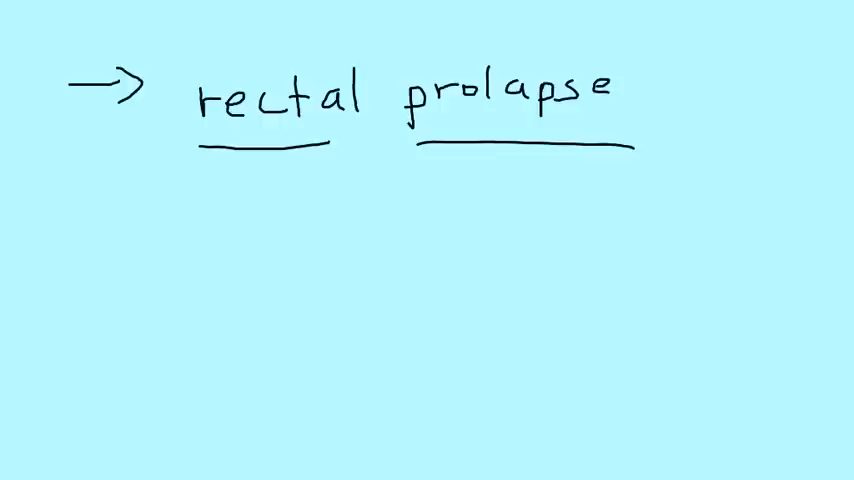 → rectal prolapse